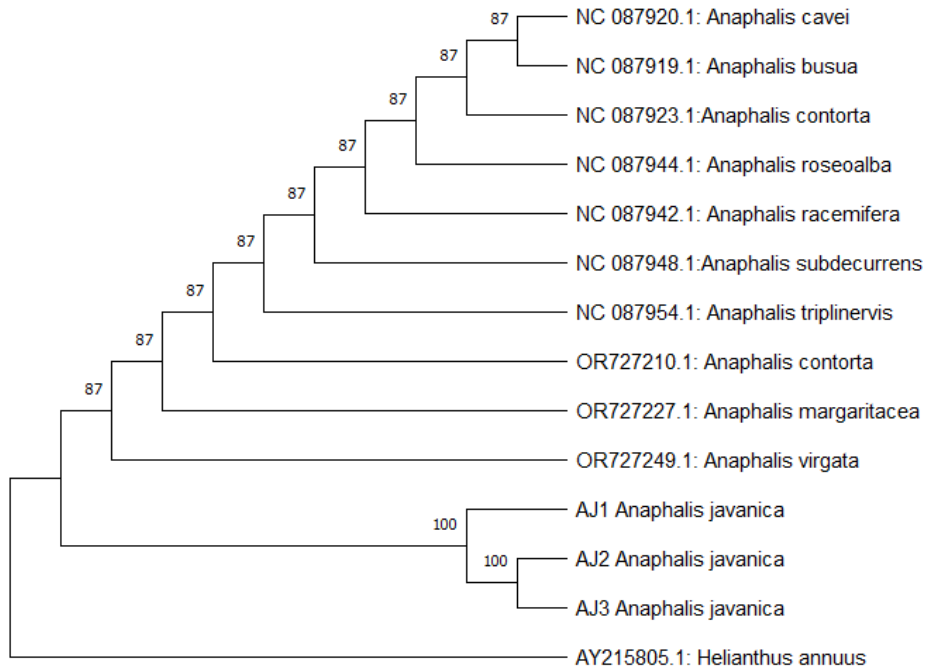 87
NC 087920.1: Anaphalis cavei
87
NC 087919.1: Anaphalis busua
87
NC 087923.1:Anaphalis contorta
87
NC 087944.1: Anaphalis roseoalba
87
NC 087942.1: Anaphalis racemifera
87
NC 087948.1:Anaphalis subdecurrens
87
NC 087954.1: Anaphalis triplinervis
87
OR727210.1: Anaphalis contorta
87
OR727227.1: Anaphalis margaritacea
OR727249.1: Anaphalis virgata
100
AJ1 Anaphalis javanica
100
AJ2 Anaphalis javanica
AJ3 Anaphalis javanica
AY215805.1: Helianthus annuus